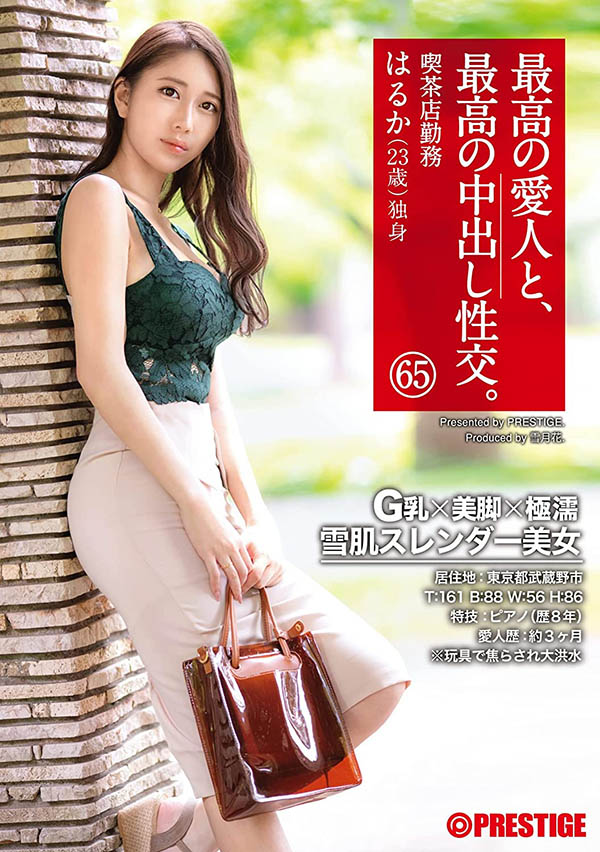 最高の愛人と、
最高の中出し性交。
喫茶店勤務
はるか(23歳)独身
65
Presented by PRESTIGE.
Produced by 雪月花.
G乳×美脚×極濡
雪肌スレンダー美女
居住地:東京都武蔵野市
T:161 B:88 W:56 H:86
特技:ピアノ(歴8年)
愛人歴:約3ヶ月
※玩具で焦らされ大洪水
PRESTIGE